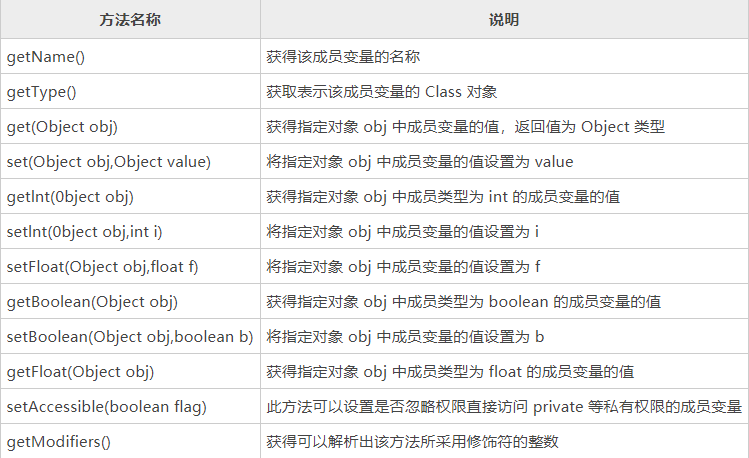 方法名称 说明
getName() 获得该成员变量的名称
getType() 获取表示该成员变量的 Class 对象
get(Object obj) 获得指定对象 obj 中成员变量的值，返回值为 Object 类型
set(Object obj,Object value) 将指定对象 obj 中成员变量的值设置为 value
getInt(0bject obj) 获得指定对象 obj 中成员类型为 int 的成员变量的值
setInt(0bject obj,int i) 将指定对象 obj 中成员变量的值设置为 i
setFloat(Object obj,float f) 将指定对象 obj 中成员变量的值设置为 f
getBoolean(Object obj) 获得指定对象 obj 中成员类型为 boolean 的成员变量的值
setBoolean(Object obj,boolean b) 将指定对象 obj 中成员变量的值设置为 b
getFloat(Object obj) 获得指定对象 obj 中成员类型为 float 的成员变量的值
setAccessible(boolean flag) 此方法可以设置是否忽略权限直接访问 private 等私有权限的成员变量
getModifiers() 获得可以解析出该方法所采用修饰符的整数